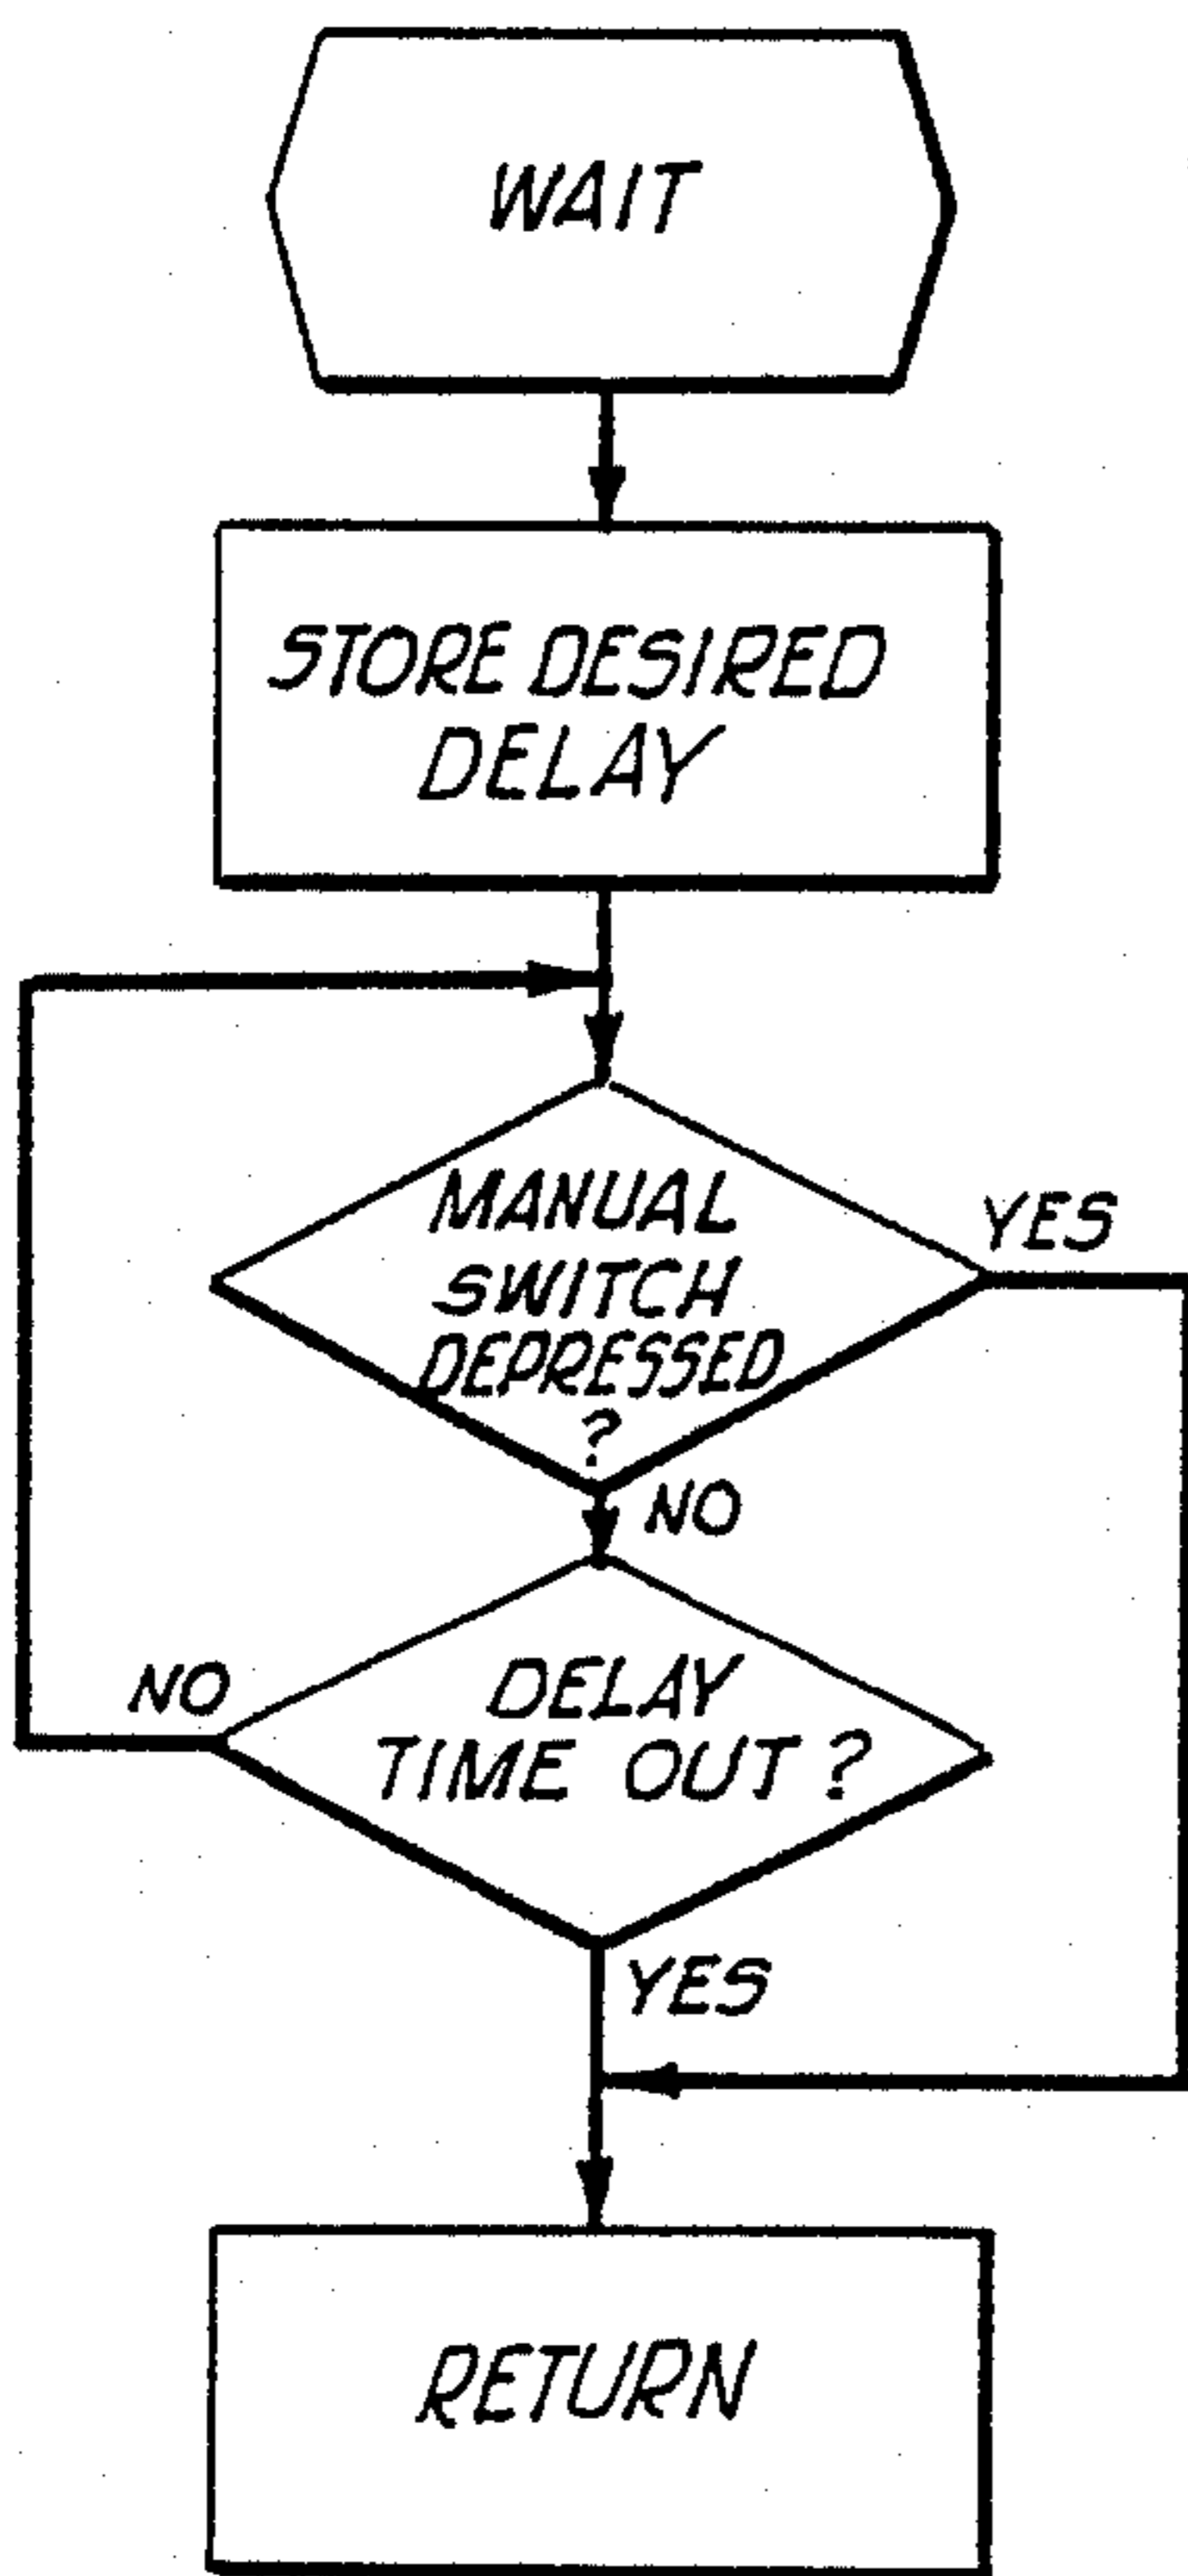 WAIT
STORE DESIRED
DELAY
MANUAL
SWITCH
DEPRESSED
?
YES
NO
DELAY
TIME OUT ?
NO
YES
RETURN